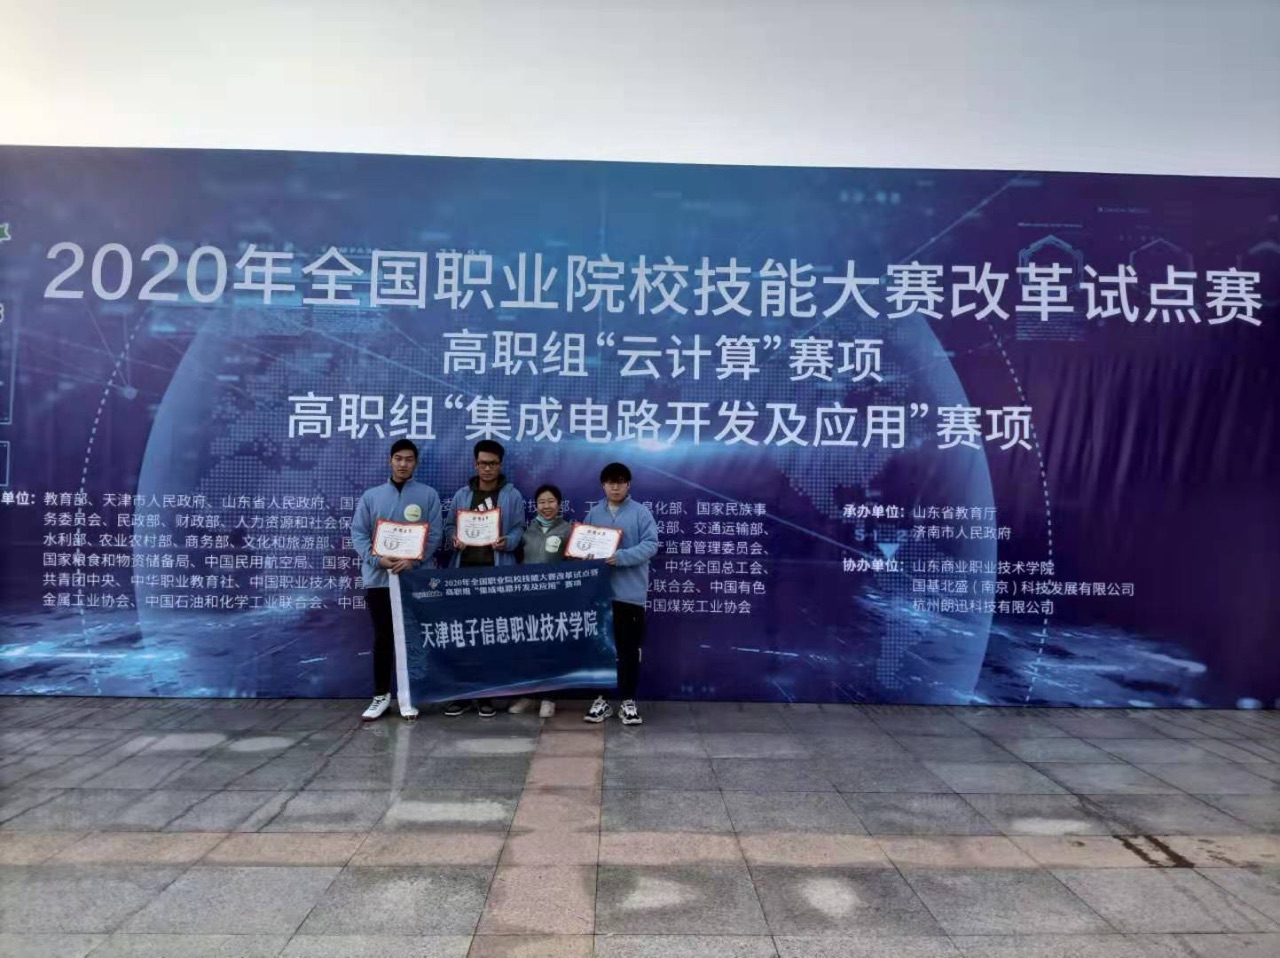 2020年全国职业院校技能大赛改革试点赛
高职组“云计算”赛项
高职组“集成电路开发及应用”赛项
单位：教育部、天津市人民政府、山东省人民政府、国家
务委员会、民政部、财政部、人力资源和社会保
部、国家民族事
设部、交通运输部、
水利部、农业农村部、商务部、文化和旅游部、国
监督管理委员会、
国家粮食和物资储备局、中国民用航空局、国家中
、中华全国总工会、
共青团中央、中华职业教育社、中国职业技术教育
联合会、中国有色
金属工业协会、中国石油和化学工业联合会、中国
中国煤炭工业协会
承办单位：山东省教育厅
济南市人民政府
协办单位：山东商业职业技术学院
国基北盛（南京）科技发展有限公司
杭州朗迅科技有限公司
2020年全国职业院校技能大赛改革试点赛
高职组“集成电路开发及应用”赛项
天津电子信息职业技术学院